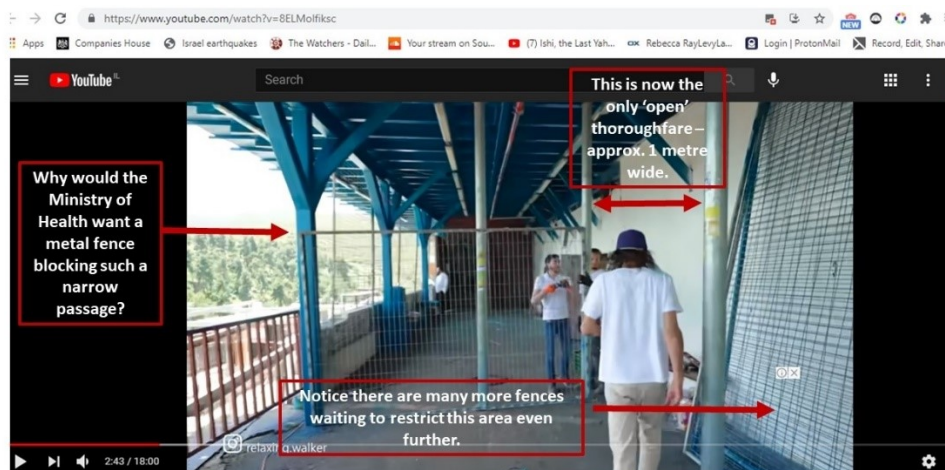 https://www.youtube.com/watch?v=8ELMolfiksc
NEW
Apps Companies House Israel earthquakes The Watchers - Dail... Your stream on Sou... (7) Ishi, the Last Yah... Rebecca RayLevyLa... Login | ProtonMail Record, Edit, Shar
YouTube IL
Search
This is now the
only ‘open’
thoroughfare –
approx. 1 metre
wide.
Why would the
Ministry of
Health want a
metal fence
blocking such a
narrow
passage?
Notice there are many more fences
waiting to restrict this area even
further.
relaxing.walker
2:43 / 18:00